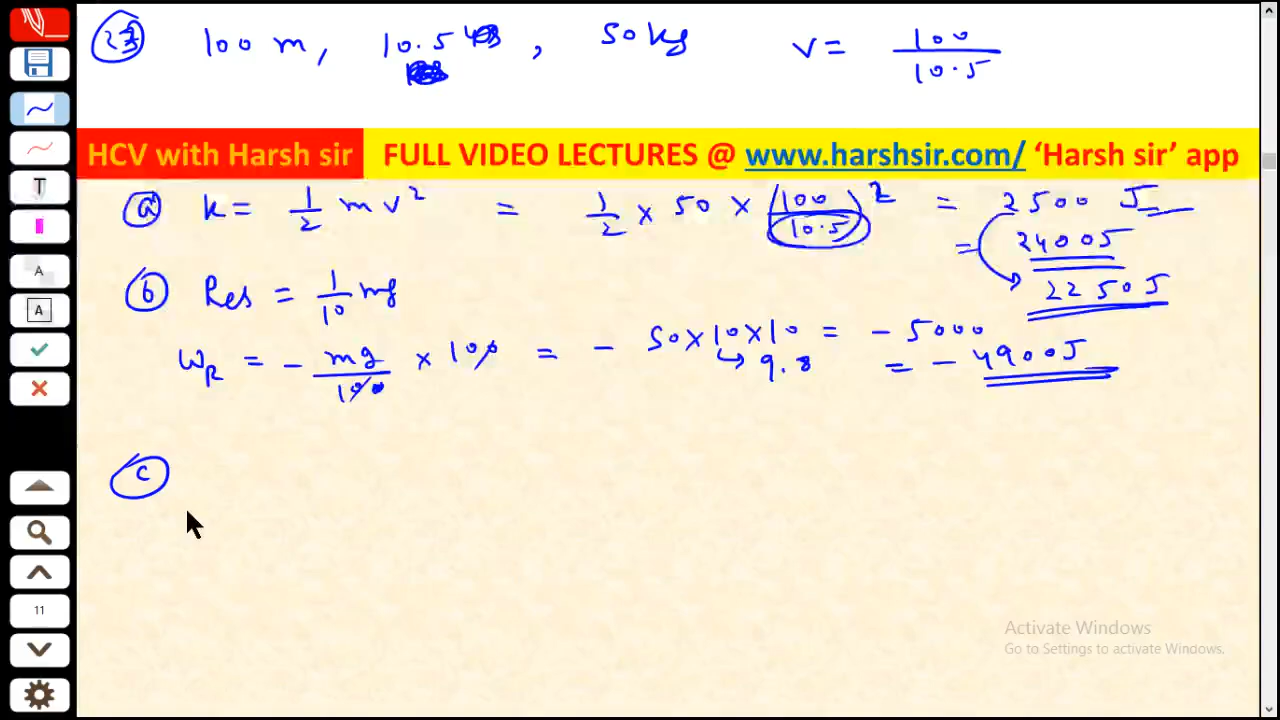 23 100 m, 10.5 , 50 kg v = 100/10.5
HCV with Harsh sir FULL VIDEO LECTURES @ www.harshsir.com/ ‘Harsh sir’ app
a K = 1/2 m v² = 1/2 × 50 × (100/10.5)² = 2500 J
= 2400 J
2250 J
b Res = 1/10 mg
W_R = - mg/10 × 100 = - 50 × 10 × 10 = - 5000
9.8 = - 4900 J
c
T
A
A
11
Activate Windows
Go to Settings to activate Windows.